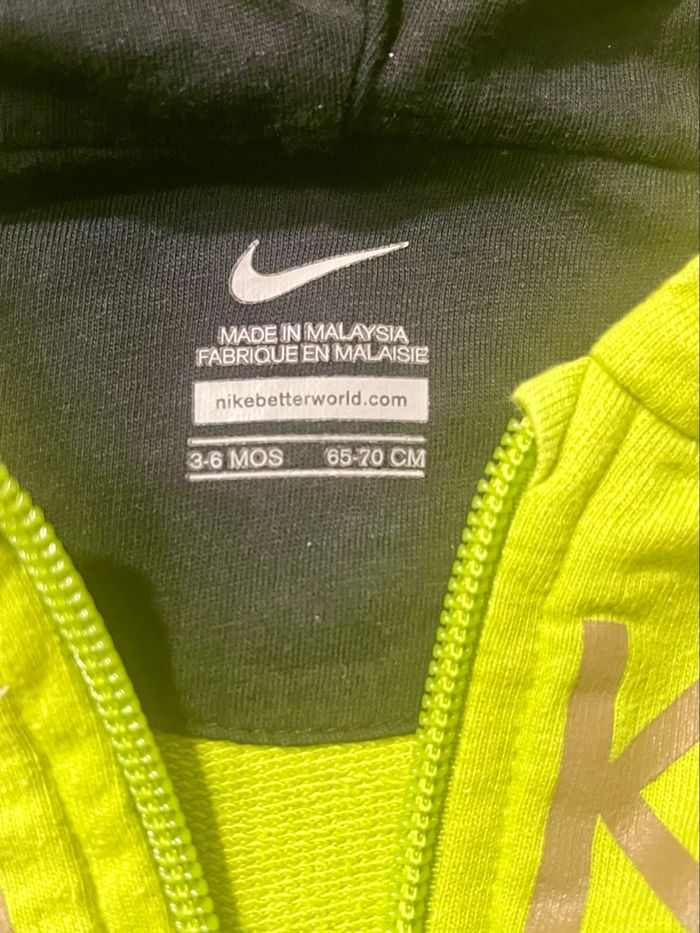 MADE IN MALAYSIA
FABRIQUE EN MALAISIE
nikebetterworld.com
3-6 MOS 65-70 CM
K